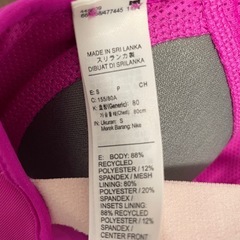 MADE IN SRI LANKA
スリランカ製
DIBUAT DI SRILANKA
E: S F CH
C: 155/80A
K: (Generic) 80
80cm
IN: Ukuran: S
Merek Barang: Nike
E: BODY: 88%
RECYCLED
POLYESTER / 12%
SPANDEX / MESH
LINING: 80%
POLYESTER / 20%
SPANDEX /
INSETS LINING:
88% RECYCLED
POLYESTER / 12%
SPANDEX /
CENTER FRONT